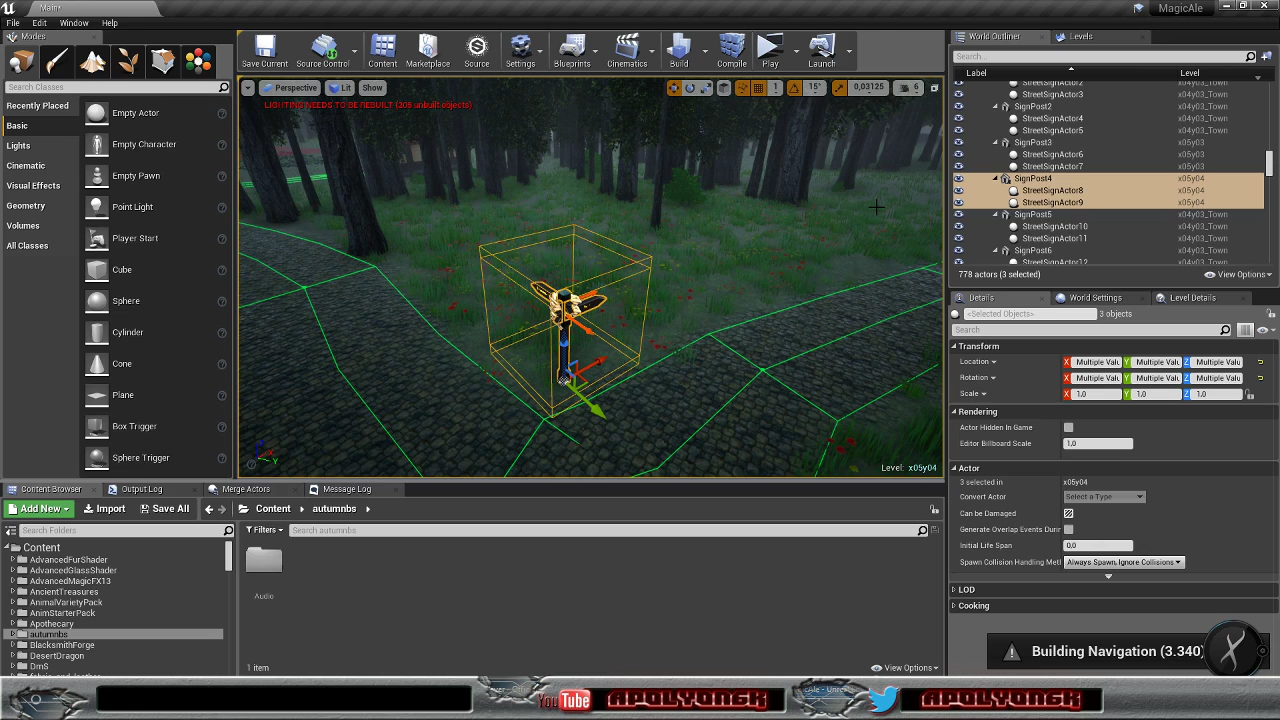 Main*
MagicAle
File Edit Window Help
Modes
Search Classes
Recently Placed
Basic
Lights
Cinematic
Visual Effects
Geometry
Volumes
All Classes
Empty Actor
Empty Character
Empty Pawn
Point Light
Player Start
Cube
Sphere
Cylinder
Cone
Plane
Box Trigger
Sphere Trigger
Save Current Source Control Content Marketplace Source Settings Blueprints Cinematics Build Compile Play Launch
Perspective Lit Show
1 15° 0,03125 6
LIGHTING NEEDS TO BE REBUILT (205 unbuilt objects)
Level: x05y04
World Outliner Levels
Search...
Label Level
StreetSignActor2 x04y03_Town
StreetSignActor3 x04y03_Town
SignPost2 x04y03_Town
StreetSignActor4 x04y03_Town
StreetSignActor5 x04y03_Town
SignPost3 x05y03
StreetSignActor6 x05y03
StreetSignActor7 x05y03
SignPost4 x05y04
StreetSignActor8 x05y04
StreetSignActor9 x05y04
SignPost5 x04y03_Town
StreetSignActor10 x04y03_Town
StreetSignActor11 x04y03_Town
SignPost6 x04y03_Town
StreetSignActor12 x04y03_Town
778 actors (3 selected) View Options
Details World Settings Level Details
<Selected Objects> 3 objects
Search
Transform
Location X Multiple Valu Y Multiple Valu Z Multiple Valu
Rotation X Multiple Valu Y Multiple Valu Z Multiple Valu
Scale X 1.0 Y 1.0 Z 1.0
Rendering
Actor Hidden In Game
Editor Billboard Scale 1,0
Actor
3 selected in x05y04
Convert Actor Select a Type
Can be Damaged
Generate Overlap Events Durin
Initial Life Span 0,0
Spawn Collision Handling Meth Always Spawn, Ignore Collisions
LOD
Cooking
Building Navigation (3.340)
Content Browser Output Log Merge Actors Message Log
Add New Import Save All Content autumnbs
Search Folders
Filters Search autumnbs
Content
AdvancedFurShader
AdvancedGlassShader
AdvancedMagicFX13
AncientTreasures
AnimalVarietyPack
AnimStarterPack
Apothecary
autumnbs
BlacksmithForge
DesertDragon
DmS
Audio
1 item View Options
YouTube APOLYONGK APOLYONGK